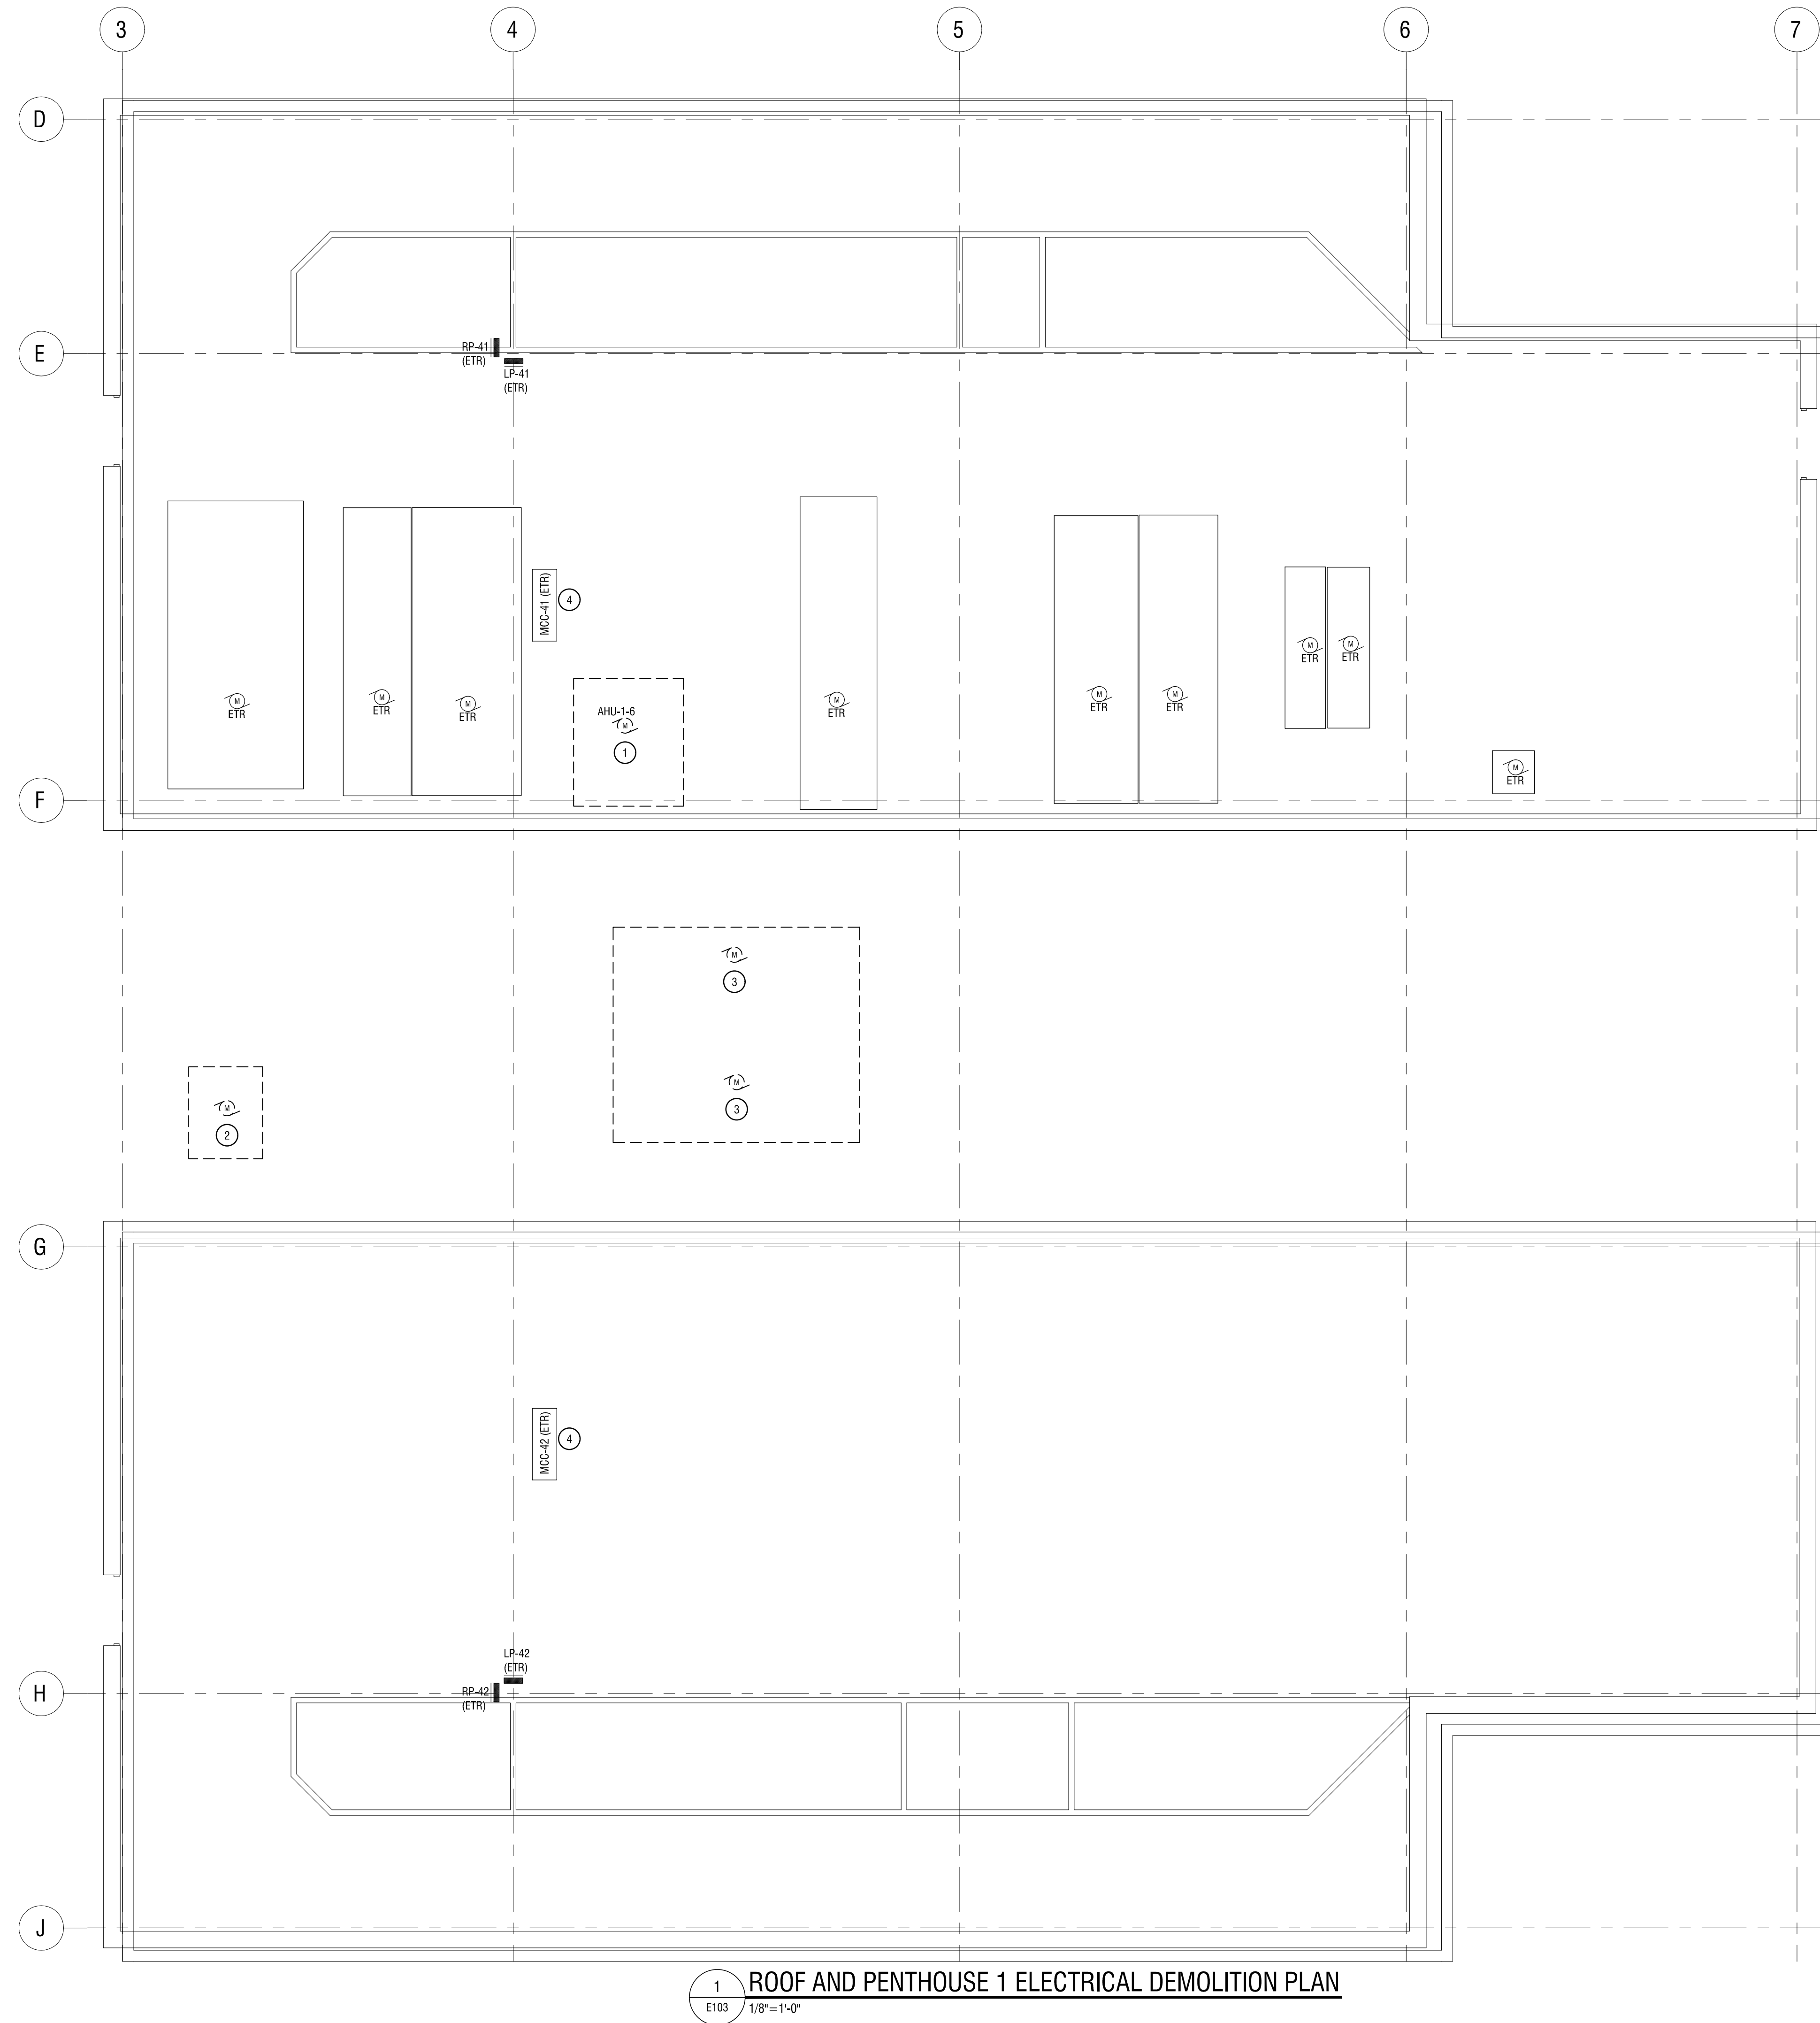 3
4
5
6
7
D
E
RP-41
(ETR)
LP-41
(ETR)
MCC-41 (ETR)
4
M
ETR
M
ETR
M
ETR
AHU-1-6
M
1
M
ETR
M
ETR
M
ETR
M
ETR
M
ETR
M
ETR
F
M
3
M
3
M
2
G
MCC-42 (ETR)
4
LP-42
(ETR)
H
RP-42
(ETR)
J
1
E103
ROOF AND PENTHOUSE 1 ELECTRICAL DEMOLITION PLAN
1/8"=1'-0"